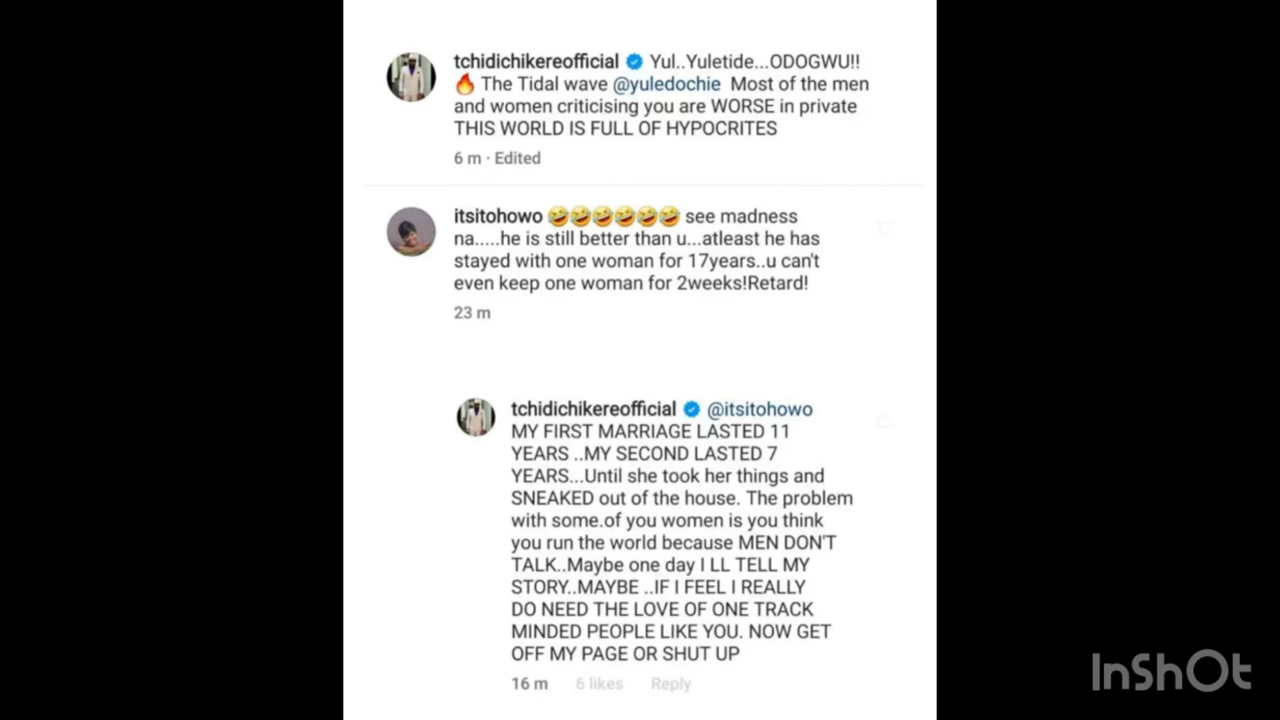 tchidichikereofficial Yul..Yuletide...ODOGWU!!
🔥 The Tidal wave @yuledochie Most of the men
and women criticising you are WORSE in private
THIS WORLD IS FULL OF HYPOCRITES
6 m · Edited
itsitohowo 🤣🤣🤣🤣🤣🤣 see madness
na.....he is still better than u...atleast he has
stayed with one woman for 17years..u can't
even keep one woman for 2weeks!Retard!
23 m
tchidichikereofficial @itsitohowo
MY FIRST MARRIAGE LASTED 11
YEARS ..MY SECOND LASTED 7
YEARS...Until she took her things and
SNEAKED out of the house. The problem
with some.of you women is you think
you run the world because MEN DON'T
TALK..Maybe one day I LL TELL MY
STORY..MAYBE ..IF I FEEL I REALLY
DO NEED THE LOVE OF ONE TRACK
MINDED PEOPLE LIKE YOU. NOW GET
OFF MY PAGE OR SHUT UP
16 m 6 likes Reply
InShOt